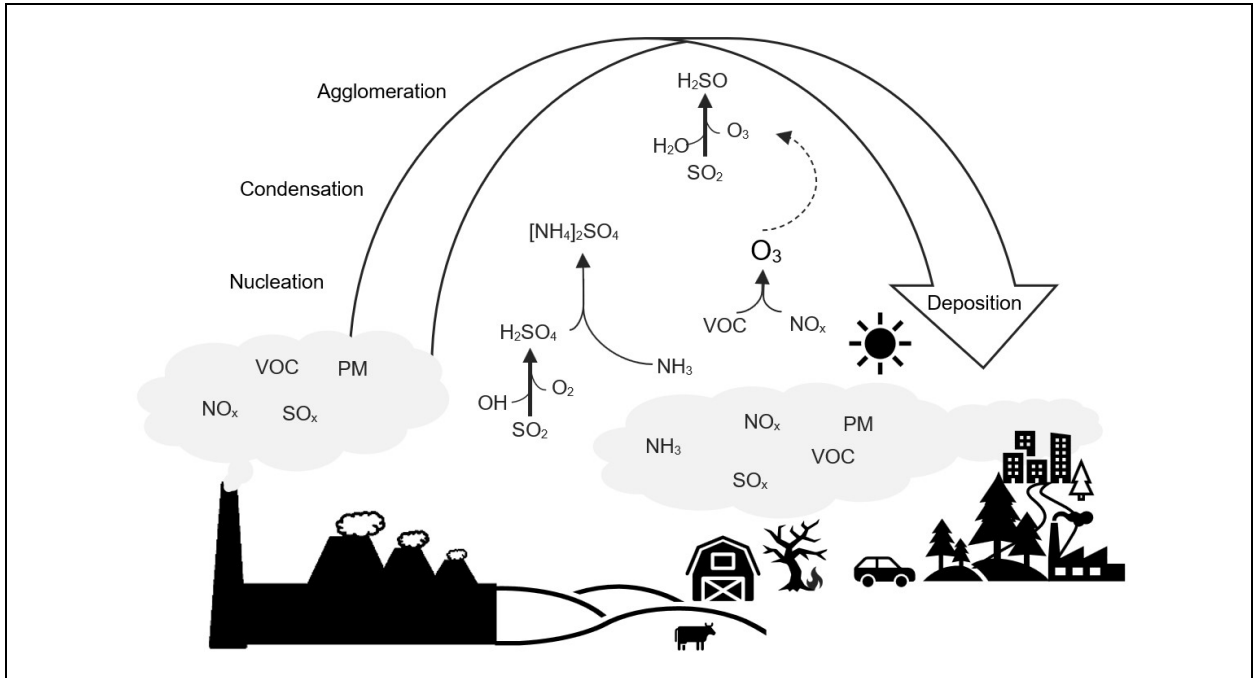 Agglomeration
H₂SO
O₃
H₂O
SO₂
Condensation
[NH₄]₂SO₄
O₃
Nucleation
Deposition
VOC
NOₓ
H₂SO₄
NH₃
VOC
PM
O₂
OH
NOₓ
SOₓ
SO₂
NOₓ
PM
NH₃
VOC
SOₓ